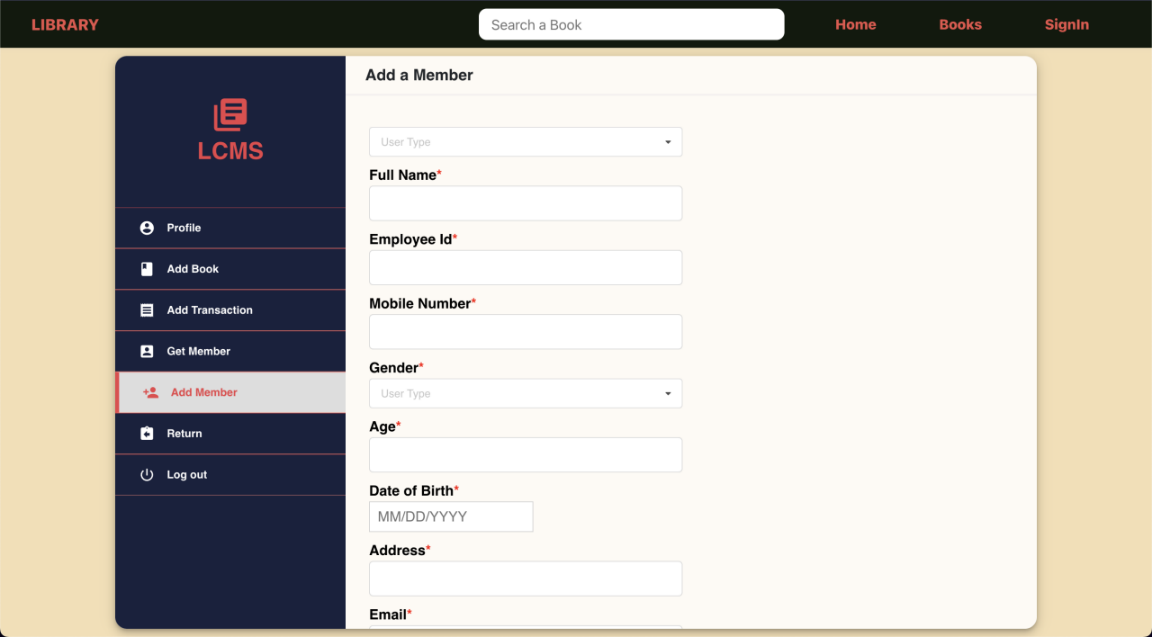 LIBRARY
Search a Book
Home
Books
SignIn
LCMS
Profile
Add Book
Add Transaction
Get Member
Add Member
Return
Log out
Add a Member
User Type
Full Name*
Employee Id*
Mobile Number*
Gender*
User Type
Age*
Date of Birth*
MM/DD/YYYY
Address*
Email*